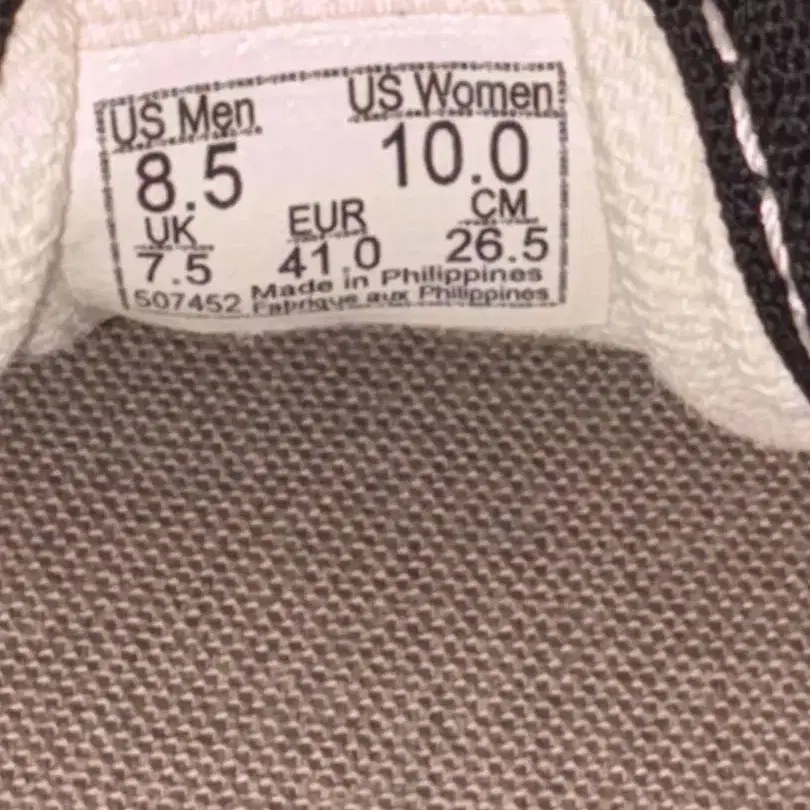 US Men US Women
8.5 10.0
UK EUR CM
7.5 41.0 26.5
507452 Made in Philippines
Fabrique aux Philippines